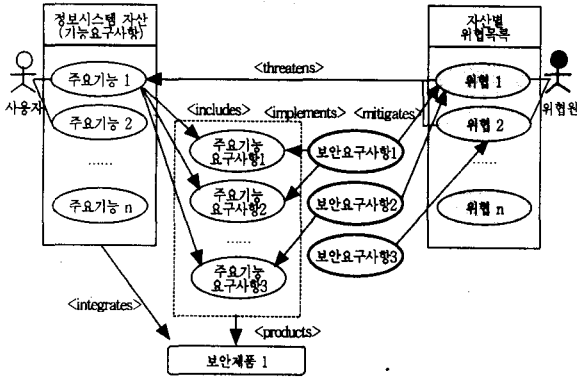 정보시스템 자산
(기능요구사항)
자산별
위협목록
<threatens>
사용자
주요기능 1
위협 1
위협원
<includes>
<implements>
<mitigates>
주요기능 2
주요기능
요구사항1
보안요구사항1
위협 2
......
......
주요기능
요구사항2
보안요구사항2
주요기능 n
위협 n
......
보안요구사항3
주요기능
요구사항3
<integrates>
<products>
보안제품 1